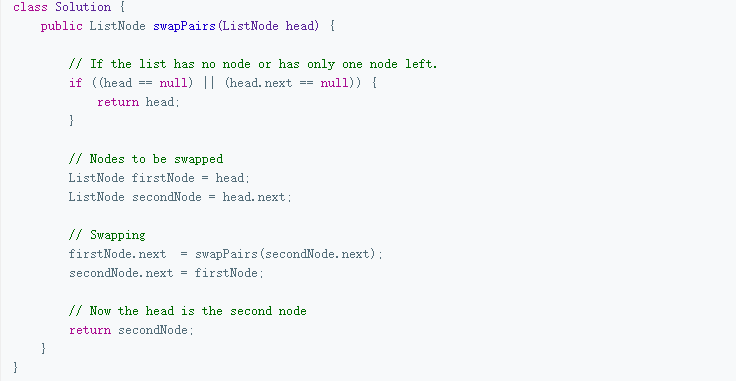 class Solution {
    public ListNode swapPairs(ListNode head) {
        // If the list has no node or has only one node left.
        if ((head == null) || (head.next == null)) {
            return head;
        }
        // Nodes to be swapped
        ListNode firstNode = head;
        ListNode secondNode = head.next;
        // Swapping
        firstNode.next  = swapPairs(secondNode.next);
        secondNode.next = firstNode;
        // Now the head is the second node
        return secondNode;
    }
}